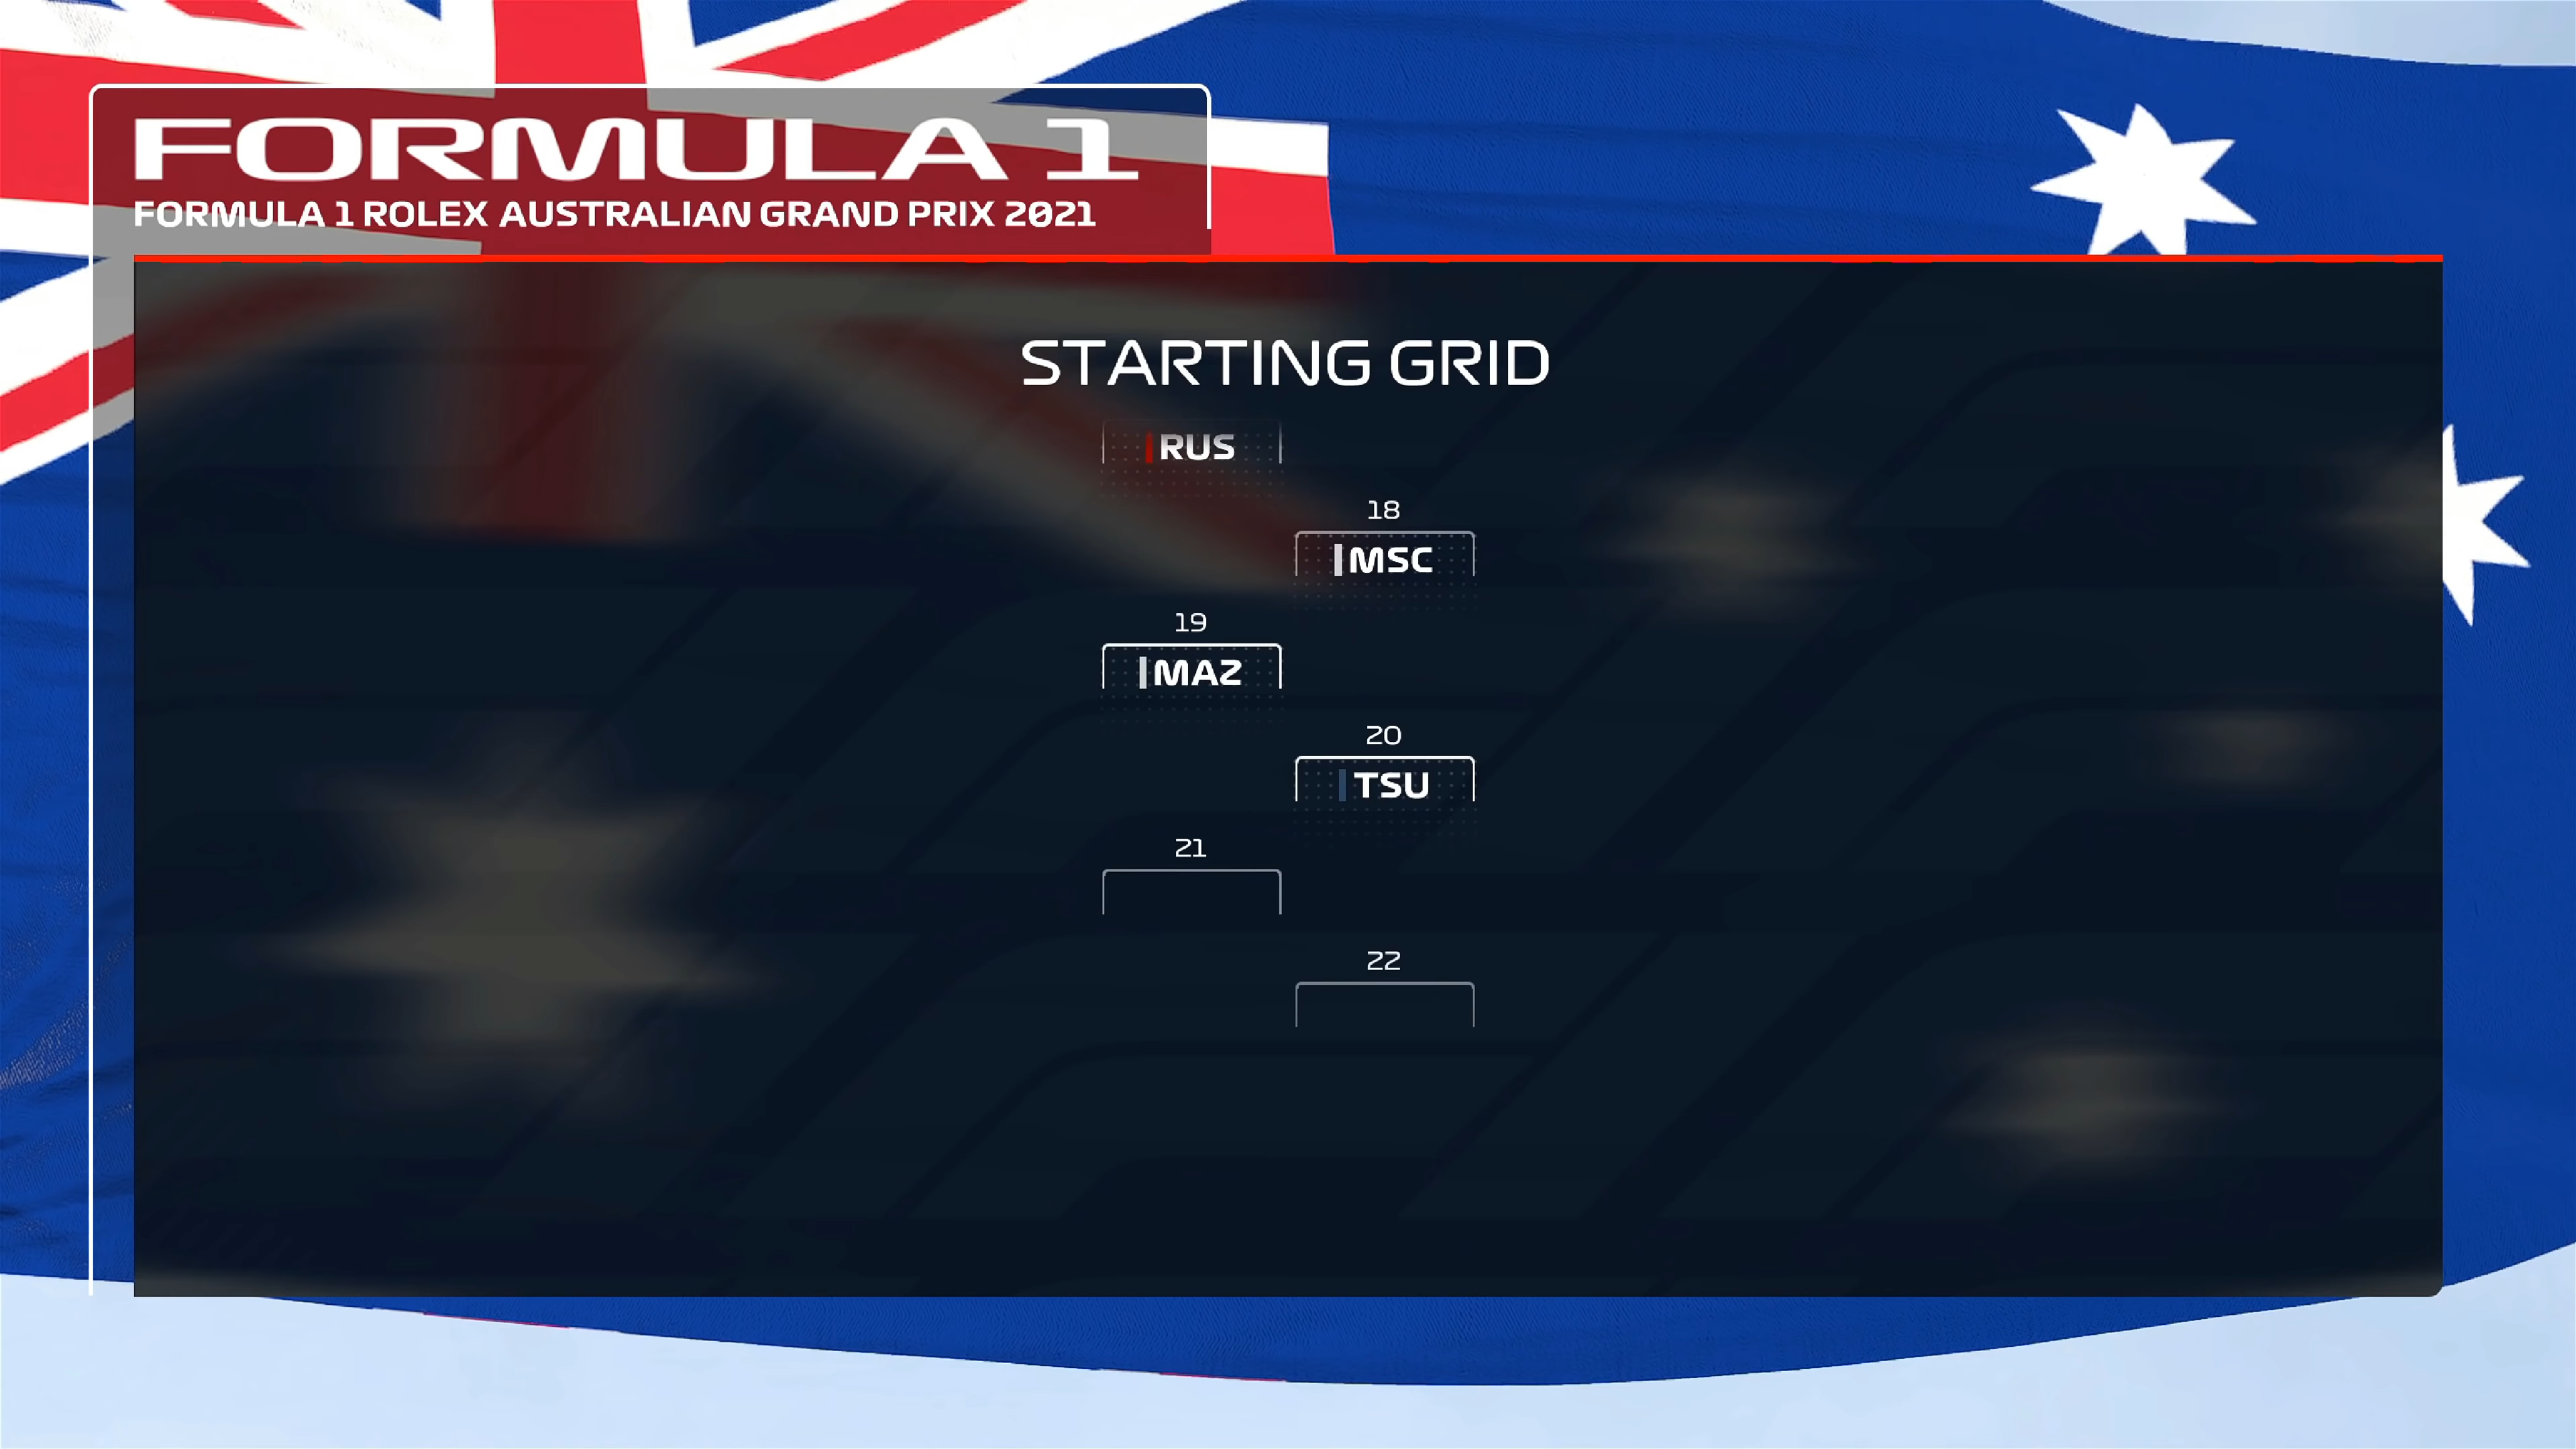 FORMULA 1
FORMULA 1 ROLEX AUSTRALIAN GRAND PRIX 2021
STARTING GRID
RUS
18
MSC
19
MAZ
20
TSU
21
22